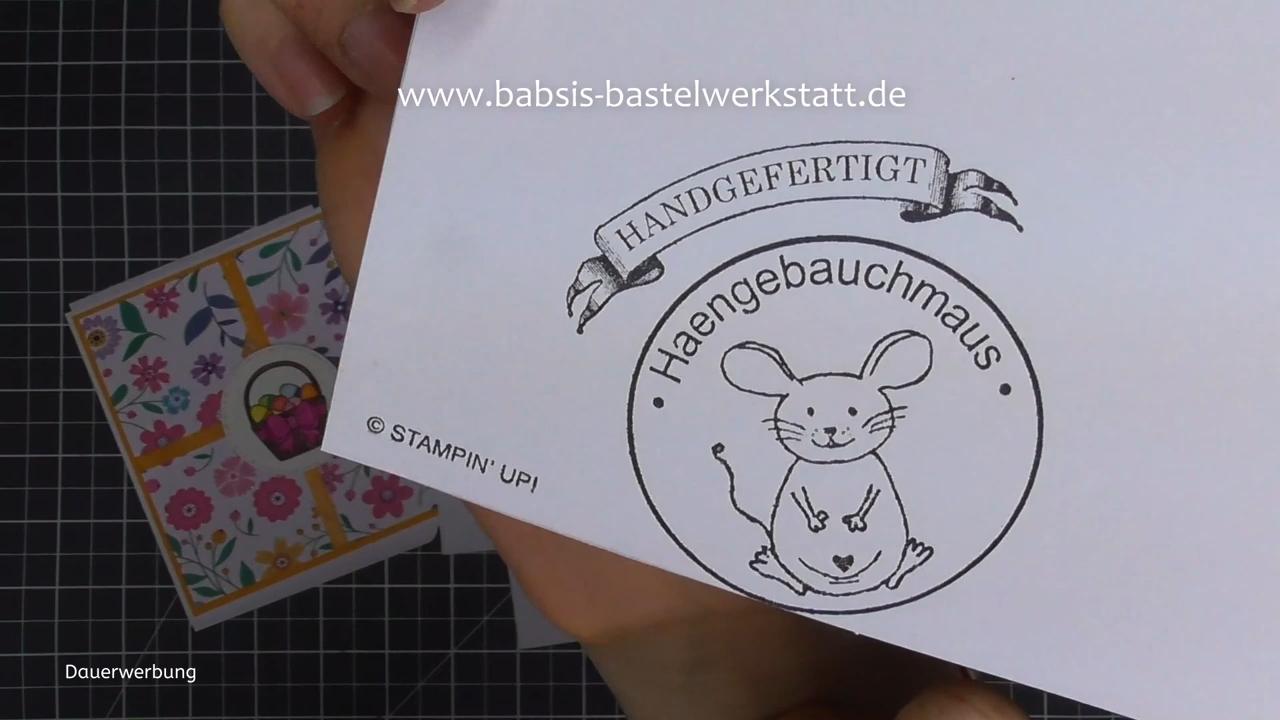 www.babsis-bastelwerkstatt.de
HANDGEFERTIGT
Haengebauchmaus
© STAMPIN' UP!
Dauerwerbung